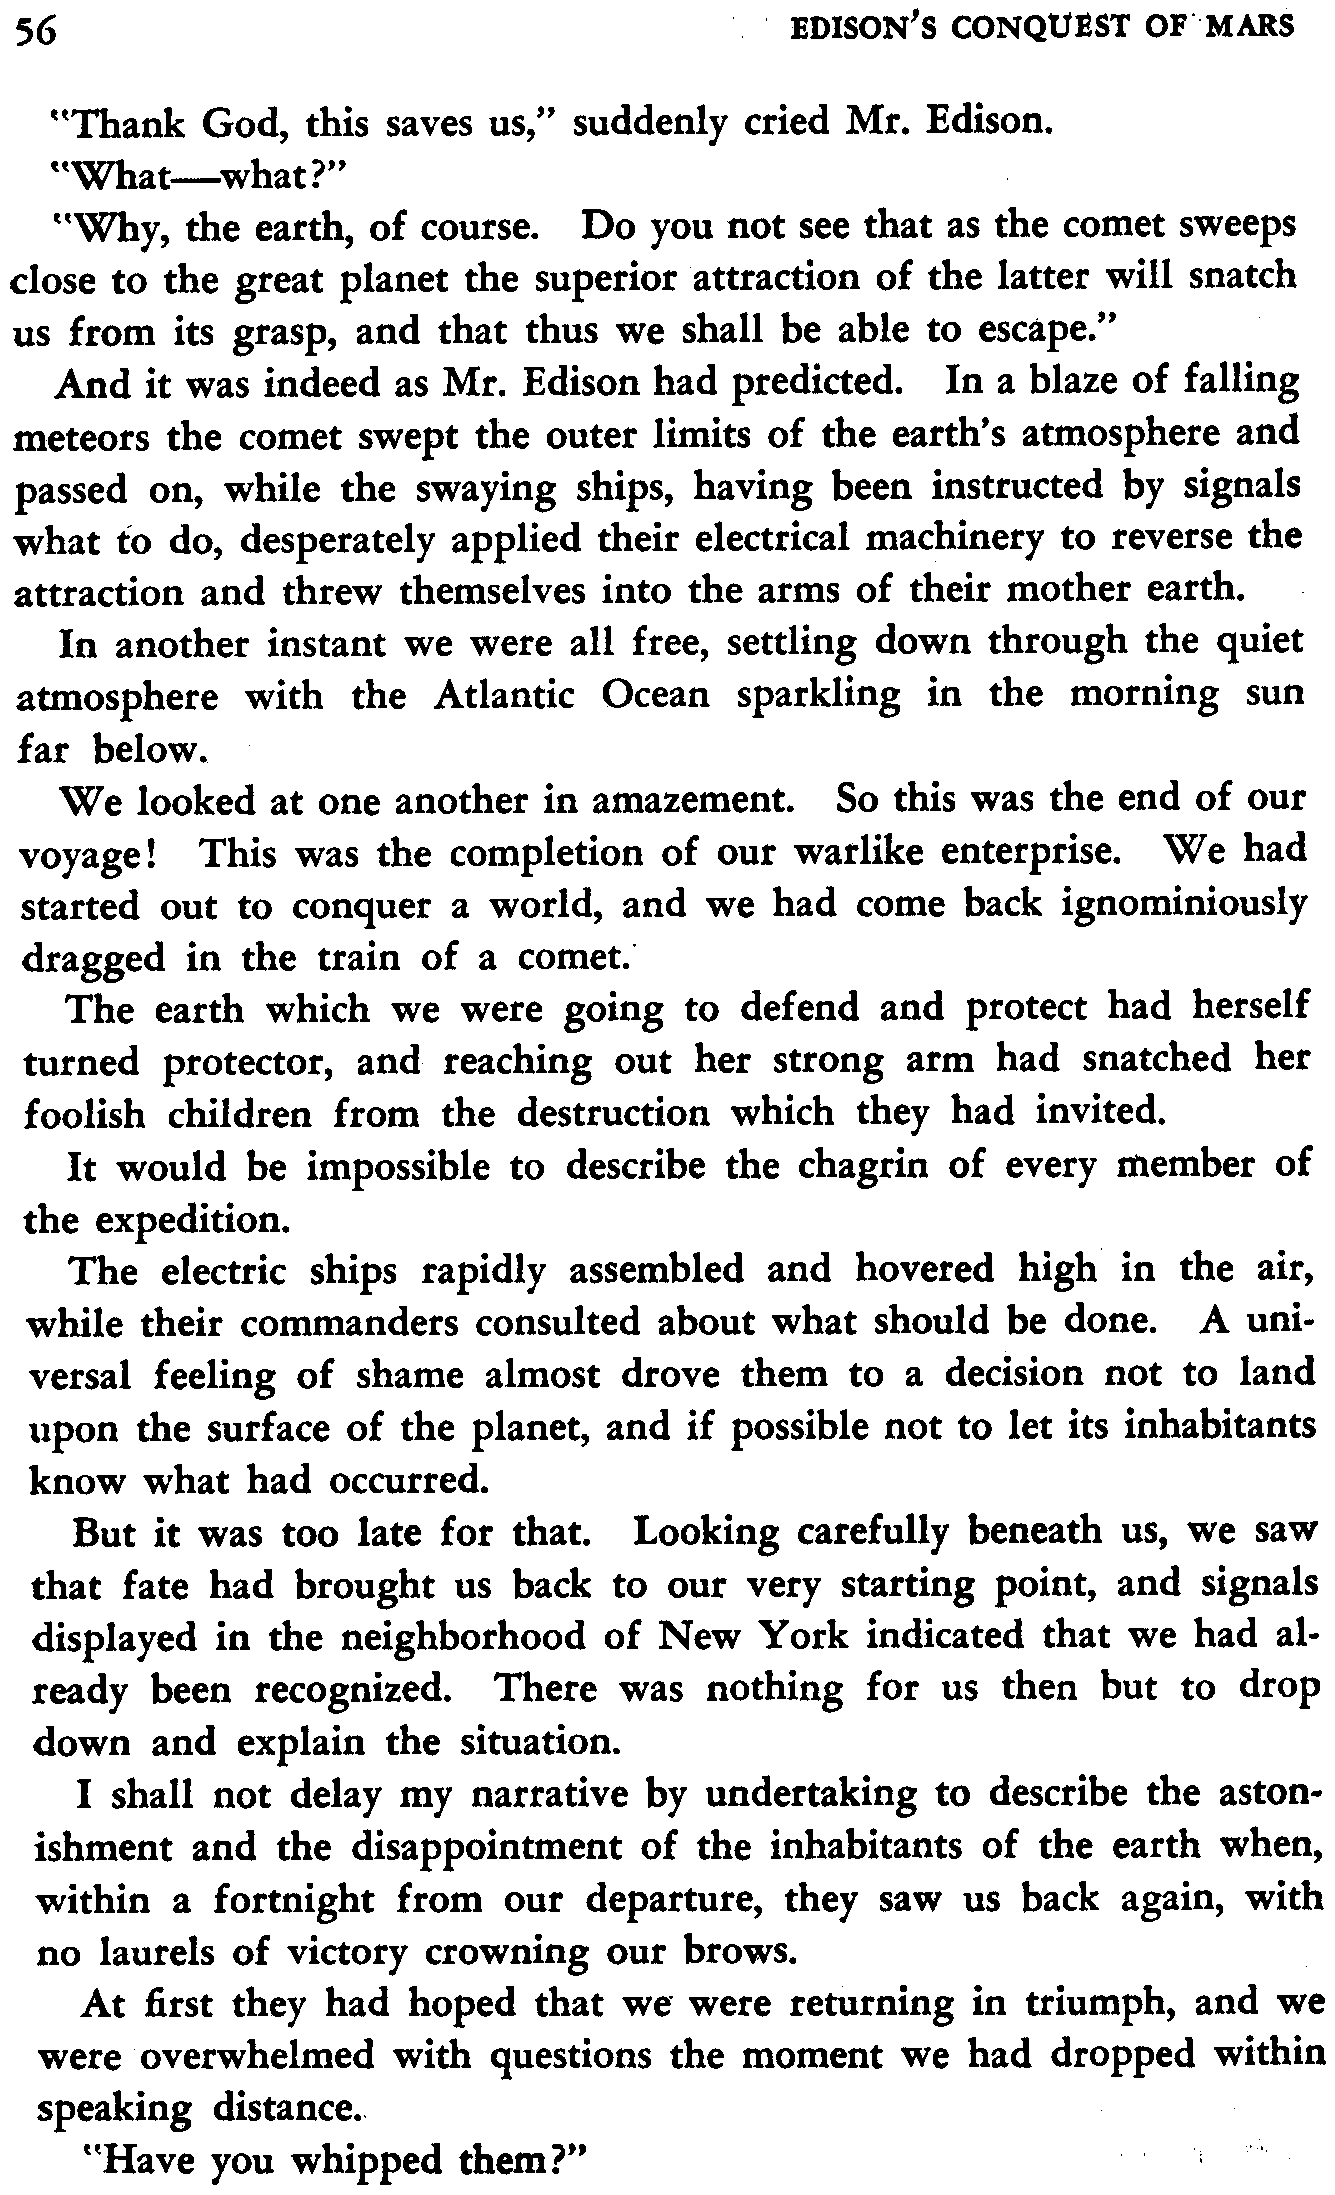 56 EDISON'S CONQUEST OF MARS
"Thank God, this saves us," suddenly cried Mr. Edison.
"What—what?"
"Why, the earth, of course. Do you not see that as the comet sweeps
close to the great planet the superior attraction of the latter will snatch
us from its grasp, and that thus we shall be able to escape."
And it was indeed as Mr. Edison had predicted. In a blaze of falling
meteors the comet swept the outer limits of the earth's atmosphere and
passed on, while the swaying ships, having been instructed by signals
what to do, desperately applied their electrical machinery to reverse the
attraction and threw themselves into the arms of their mother earth.
In another instant we were all free, settling down through the quiet
atmosphere with the Atlantic Ocean sparkling in the morning sun
far below.
We looked at one another in amazement. So this was the end of our
voyage! This was the completion of our warlike enterprise. We had
started out to conquer a world, and we had come back ignominiously
dragged in the train of a comet.
The earth which we were going to defend and protect had herself
turned protector, and reaching out her strong arm had snatched her
foolish children from the destruction which they had invited.
It would be impossible to describe the chagrin of every member of
the expedition.
The electric ships rapidly assembled and hovered high in the air,
while their commanders consulted about what should be done. A uni-
versal feeling of shame almost drove them to a decision not to land
upon the surface of the planet, and if possible not to let its inhabitants
know what had occurred.
But it was too late for that. Looking carefully beneath us, we saw
that fate had brought us back to our very starting point, and signals
displayed in the neighborhood of New York indicated that we had al-
ready been recognized. There was nothing for us then but to drop
down and explain the situation.
I shall not delay my narrative by undertaking to describe the aston-
ishment and the disappointment of the inhabitants of the earth when,
within a fortnight from our departure, they saw us back again, with
no laurels of victory crowning our brows.
At first they had hoped that we were returning in triumph, and we
were overwhelmed with questions the moment we had dropped within
speaking distance.
"Have you whipped them?"